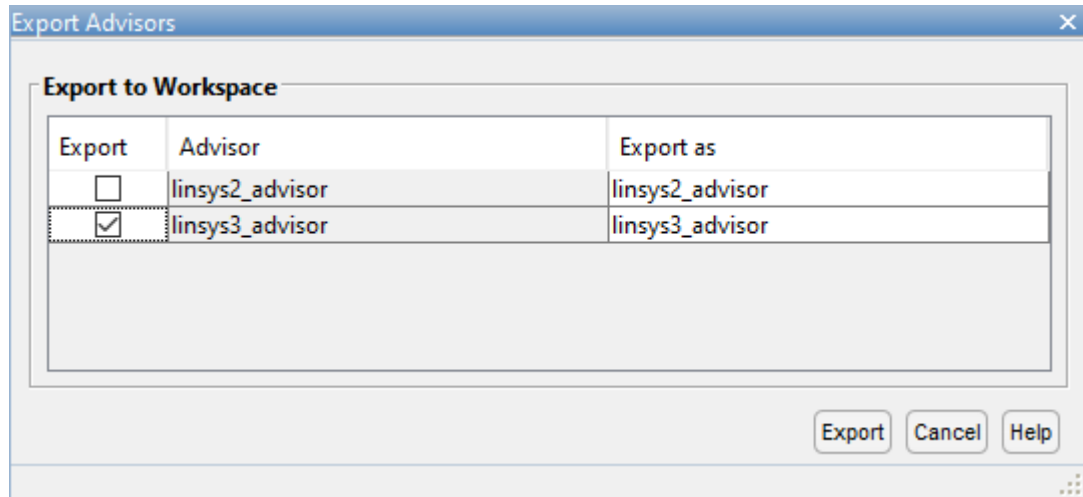 Export Advisors
Export to Workspace
Export Advisor Export as
linsys2_advisor linsys2_advisor
linsys3_advisor linsys3_advisor
Export Cancel Help